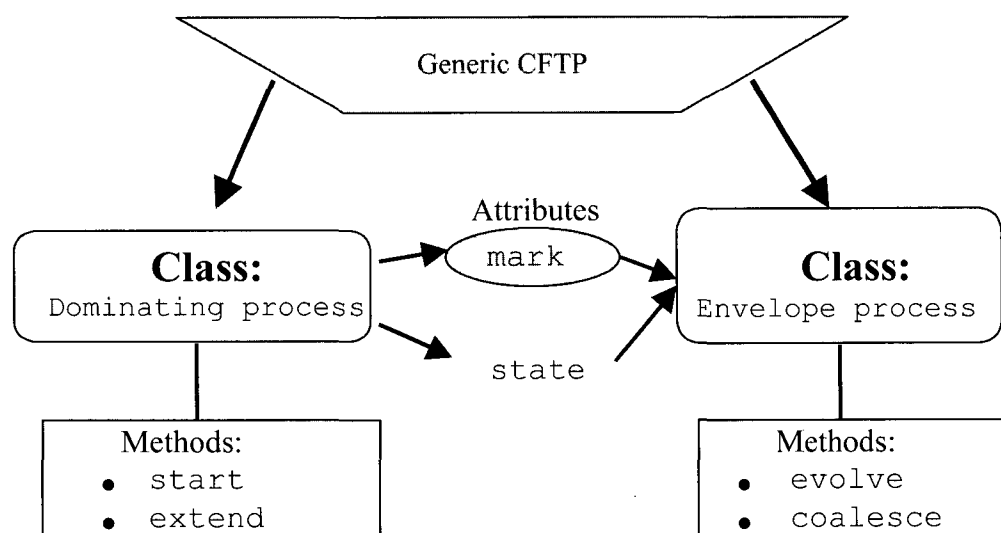 Generic CFTP
Attributes
mark
state
Class:
Dominating process
Class:
Envelope process
Methods:
• start
• extend
Methods:
• evolve
• coalesce